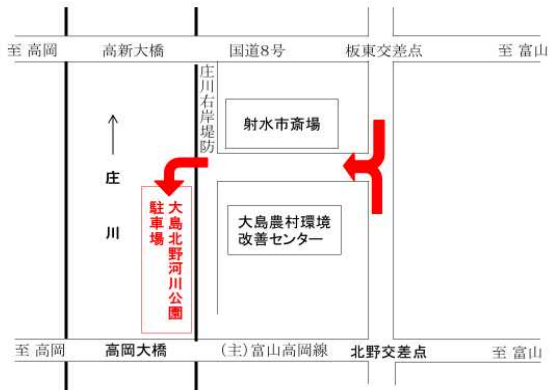 至 高岡
高新大橋
国道8号
板東交差点
至 富山
庄川右岸堤防
射水市斎場
庄川
大島北野河川公園
駐車場
大島農村環境
改善センター
至 高岡
高岡大橋
(主)富山高岡線
北野交差点
至 富山